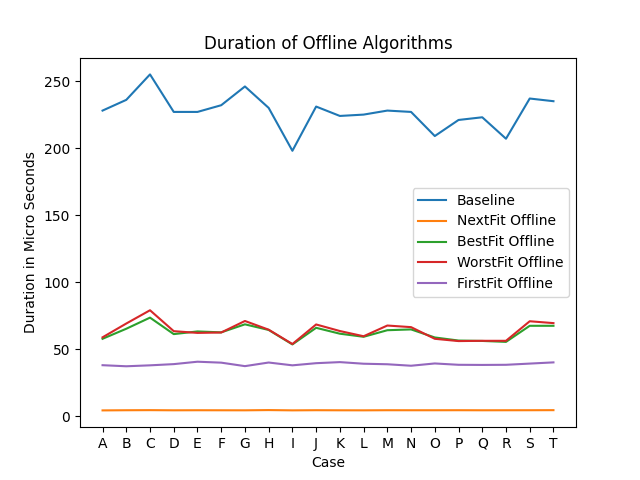 Duration of Offline Algorithms
Duration in Micro Seconds
250
200
150
100
50
0
Baseline
NextFit Offline
BestFit Offline
WorstFit Offline
FirstFit Offline
A B C D E F G H I J K L M N O P Q R S T
Case